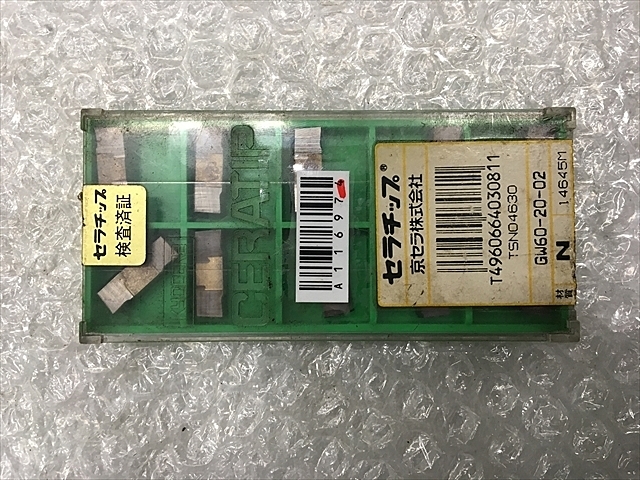 セラチップ
検査済証
CERATIP
A11697
セラチップ®
京セラ株式会社
T4960664030811
TSN04630
GW60-20-02
材質 N 14645M